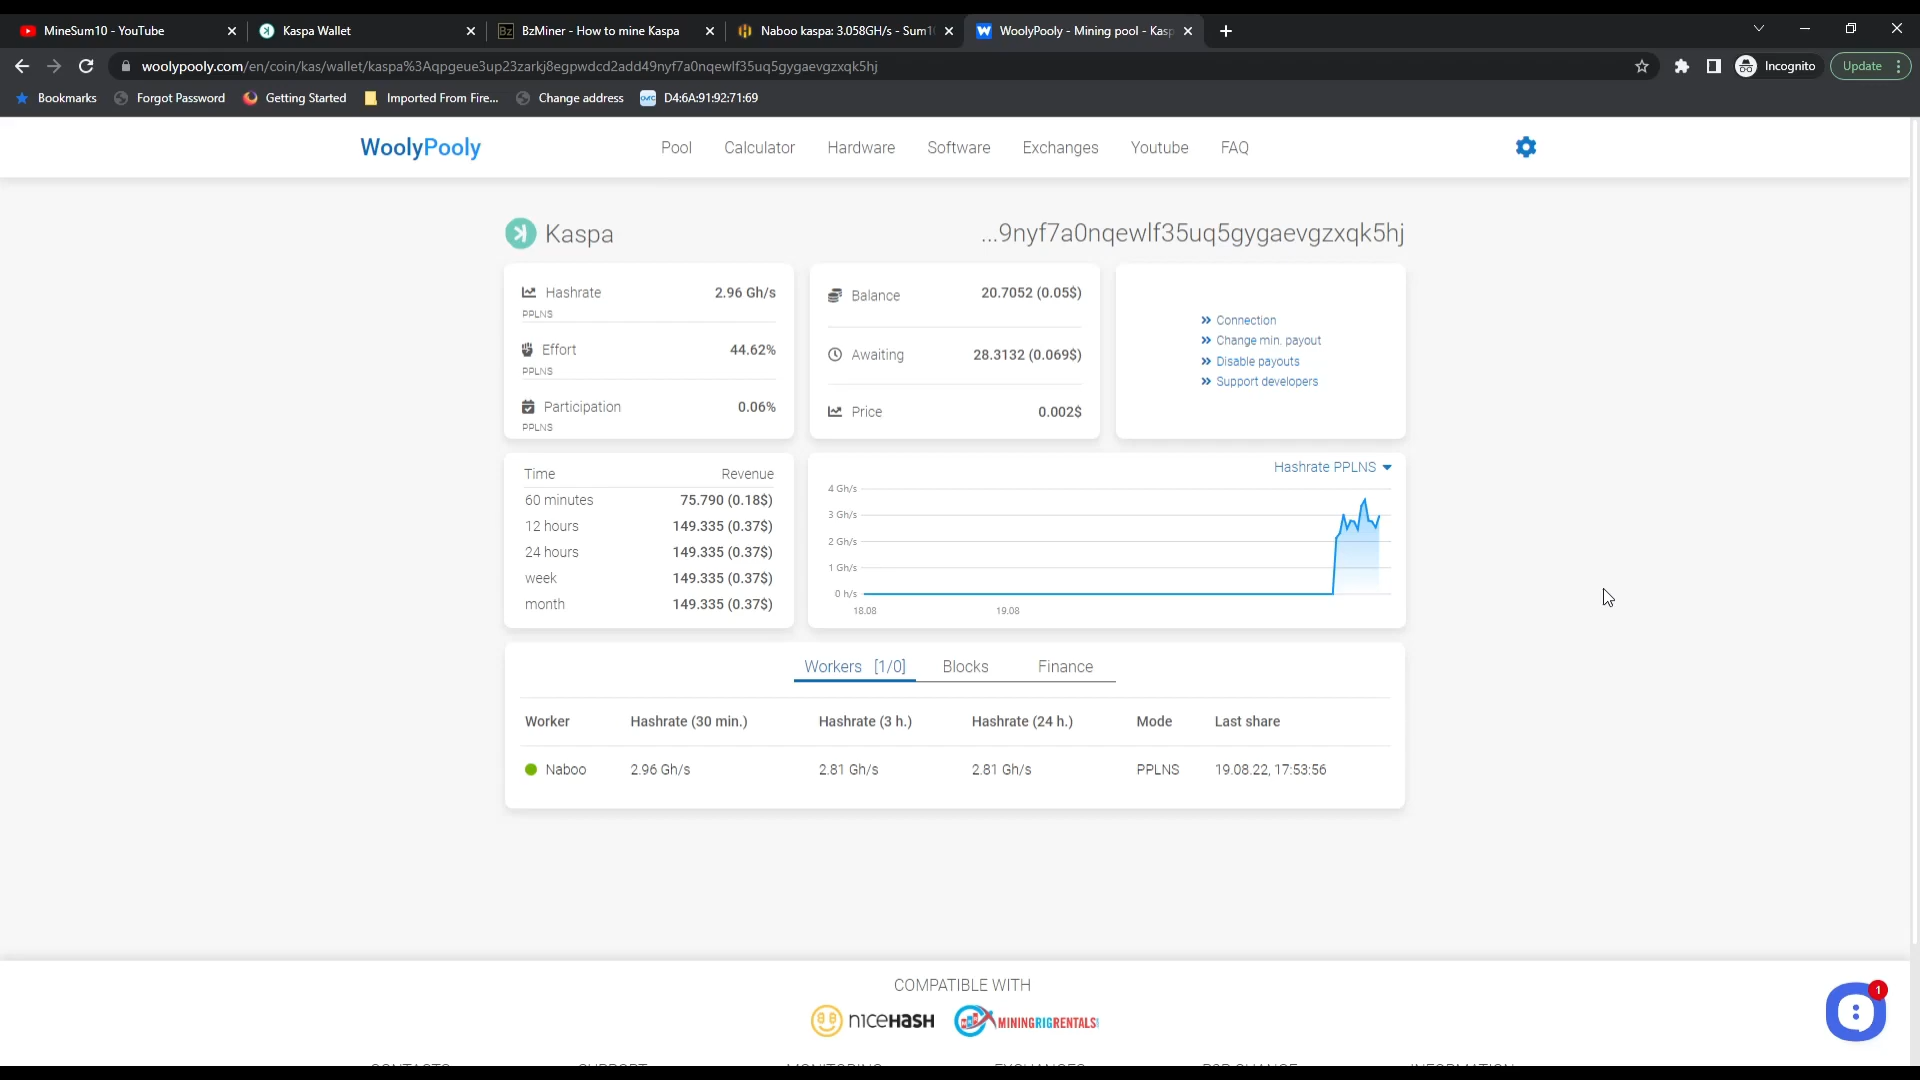 MineSum10 - YouTube
Kaspa Wallet
BzMiner - How to mine Kaspa
Naboo kaspa: 3.058GH/s - Sum1
WoolyPooly - Mining pool - Kasp
woolypooly.com/en/coin/kas/wallet/kaspa%3Aqpgeue3up23zarkj8egpwdcd2add49nyf7a0nqewlf35uq5gygaevgzxqk5hj
Incognito
Update
Bookmarks
Forgot Password
Getting Started
Imported From Fire...
Change address
D4:6A:91:92:71:69
WoolyPooly
Pool
Calculator
Hardware
Software
Exchanges
Youtube
FAQ
Kaspa
...9nyf7a0nqewlf35uq5gygaevgzxqk5hj
Hashrate 2.96 Gh/s
PPLNS
Effort 44.62%
PPLNS
Participation 0.06%
PPLNS
Balance 20.7052 (0.05$)
Awaiting 28.3132 (0.069$)
Price 0.002$
Connection
Change min. payout
Disable payouts
Support developers
Time Revenue
60 minutes 75.790 (0.18$)
12 hours 149.335 (0.37$)
24 hours 149.335 (0.37$)
week 149.335 (0.37$)
month 149.335 (0.37$)
Hashrate PPLNS
4 Gh/s
3 Gh/s
2 Gh/s
1 Gh/s
0 h/s
18.08 19.08
Workers [1/0] Blocks Finance
Worker Hashrate (30 min.) Hashrate (3 h.) Hashrate (24 h.) Mode Last share
Naboo 2.96 Gh/s 2.81 Gh/s 2.81 Gh/s PPLNS 19.08.22, 17:53:56
COMPATIBLE WITH
NICEHASH
MININGRIGRENTALS
1